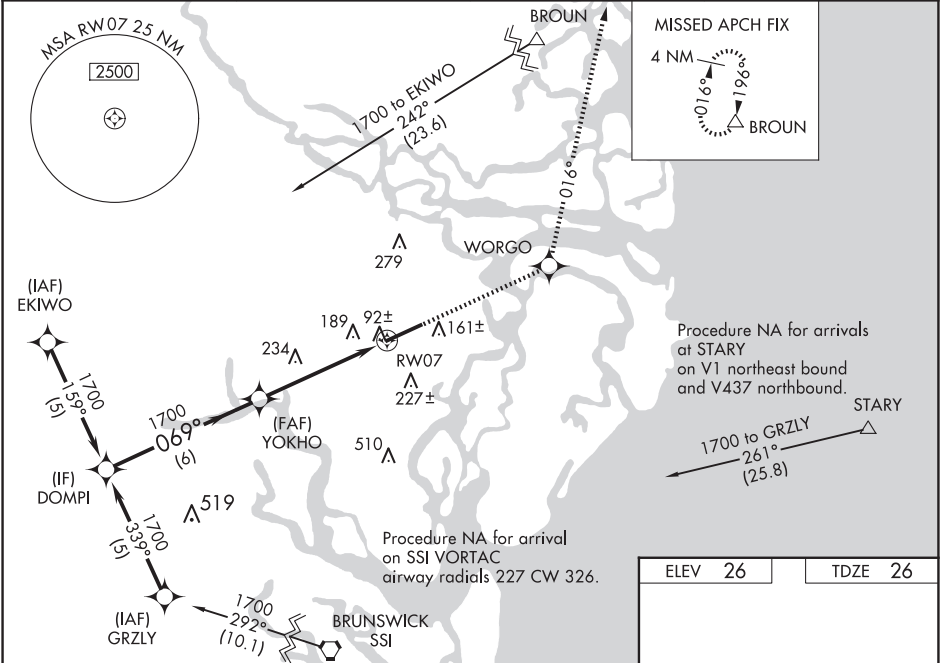 MSA RW07 25 NM
2500
BROUN
1700 to EKIWO
242°
(23.6)
MISSED APCH FIX
4 NM
016°
196°
BROUN
016°
WORGO
279
(IAF)
EKIWO
189
92±
161±
234
RW07
227±
Procedure NA for arrivals
at STARY
on V1 northeast bound
and V437 northbound.
1700
159°
(5)
1700
069°
(6)
(FAF)
YOKHO
STARY
1700 to GRZLY
261°
(25.8)
510
(IF)
DOMPI
519
1700
339°
(5)
Procedure NA for arrival
on SSI VORTAC
airway radials 227 CW 326.
ELEV 26
TDZE 26
(IAF)
GRZLY
1700
292°
(10.1)
BRUNSWICK
SSI